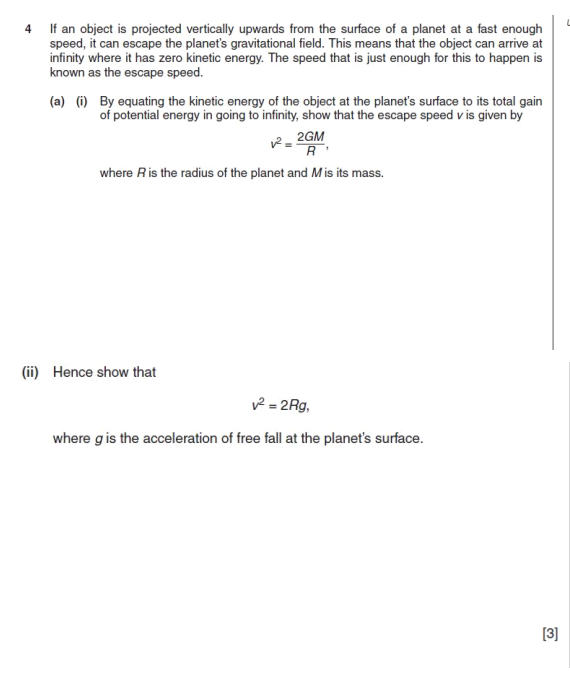 4 If an object is projected vertically upwards from the surface of a planet at a fast enough
speed, it can escape the planet's gravitational field. This means that the object can arrive at
infinity where it has zero kinetic energy. The speed that is just enough for this to happen is
known as the escape speed.
(a) (i) By equating the kinetic energy of the object at the planet's surface to its total gain
of potential energy in going to infinity, show that the escape speed v is given by
v² = 2GM/R,
where R is the radius of the planet and M is its mass.
(ii) Hence show that
v² = 2Rg,
where g is the acceleration of free fall at the planet's surface.
[3]